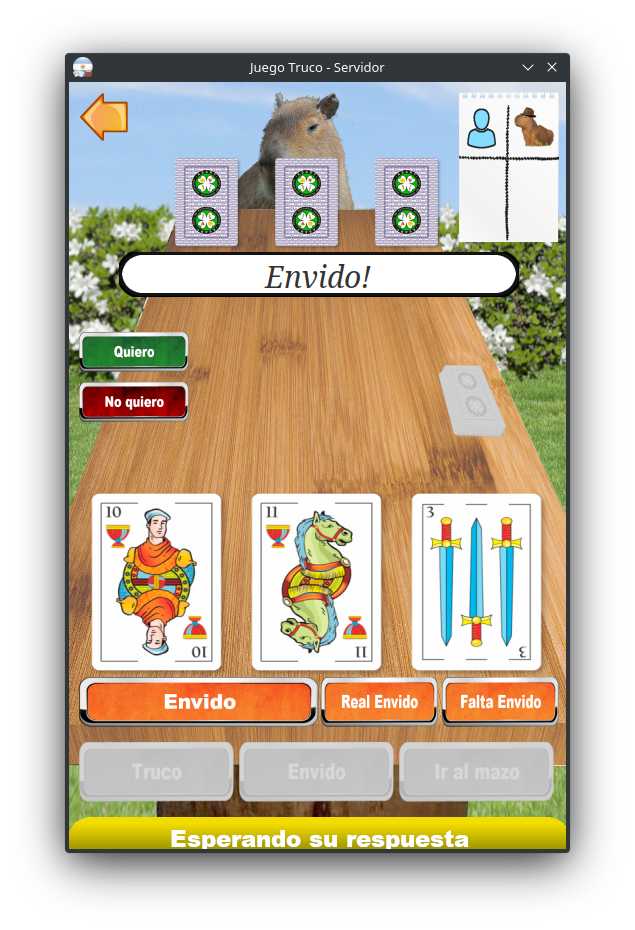 Juego Truco - Servidor
Envido!
Quiero
No quiero
10
11
3
10
11
3
Envido
Real Envido
Falta Envido
Truco
Envido
Ir al mazo
Esperando su respuesta